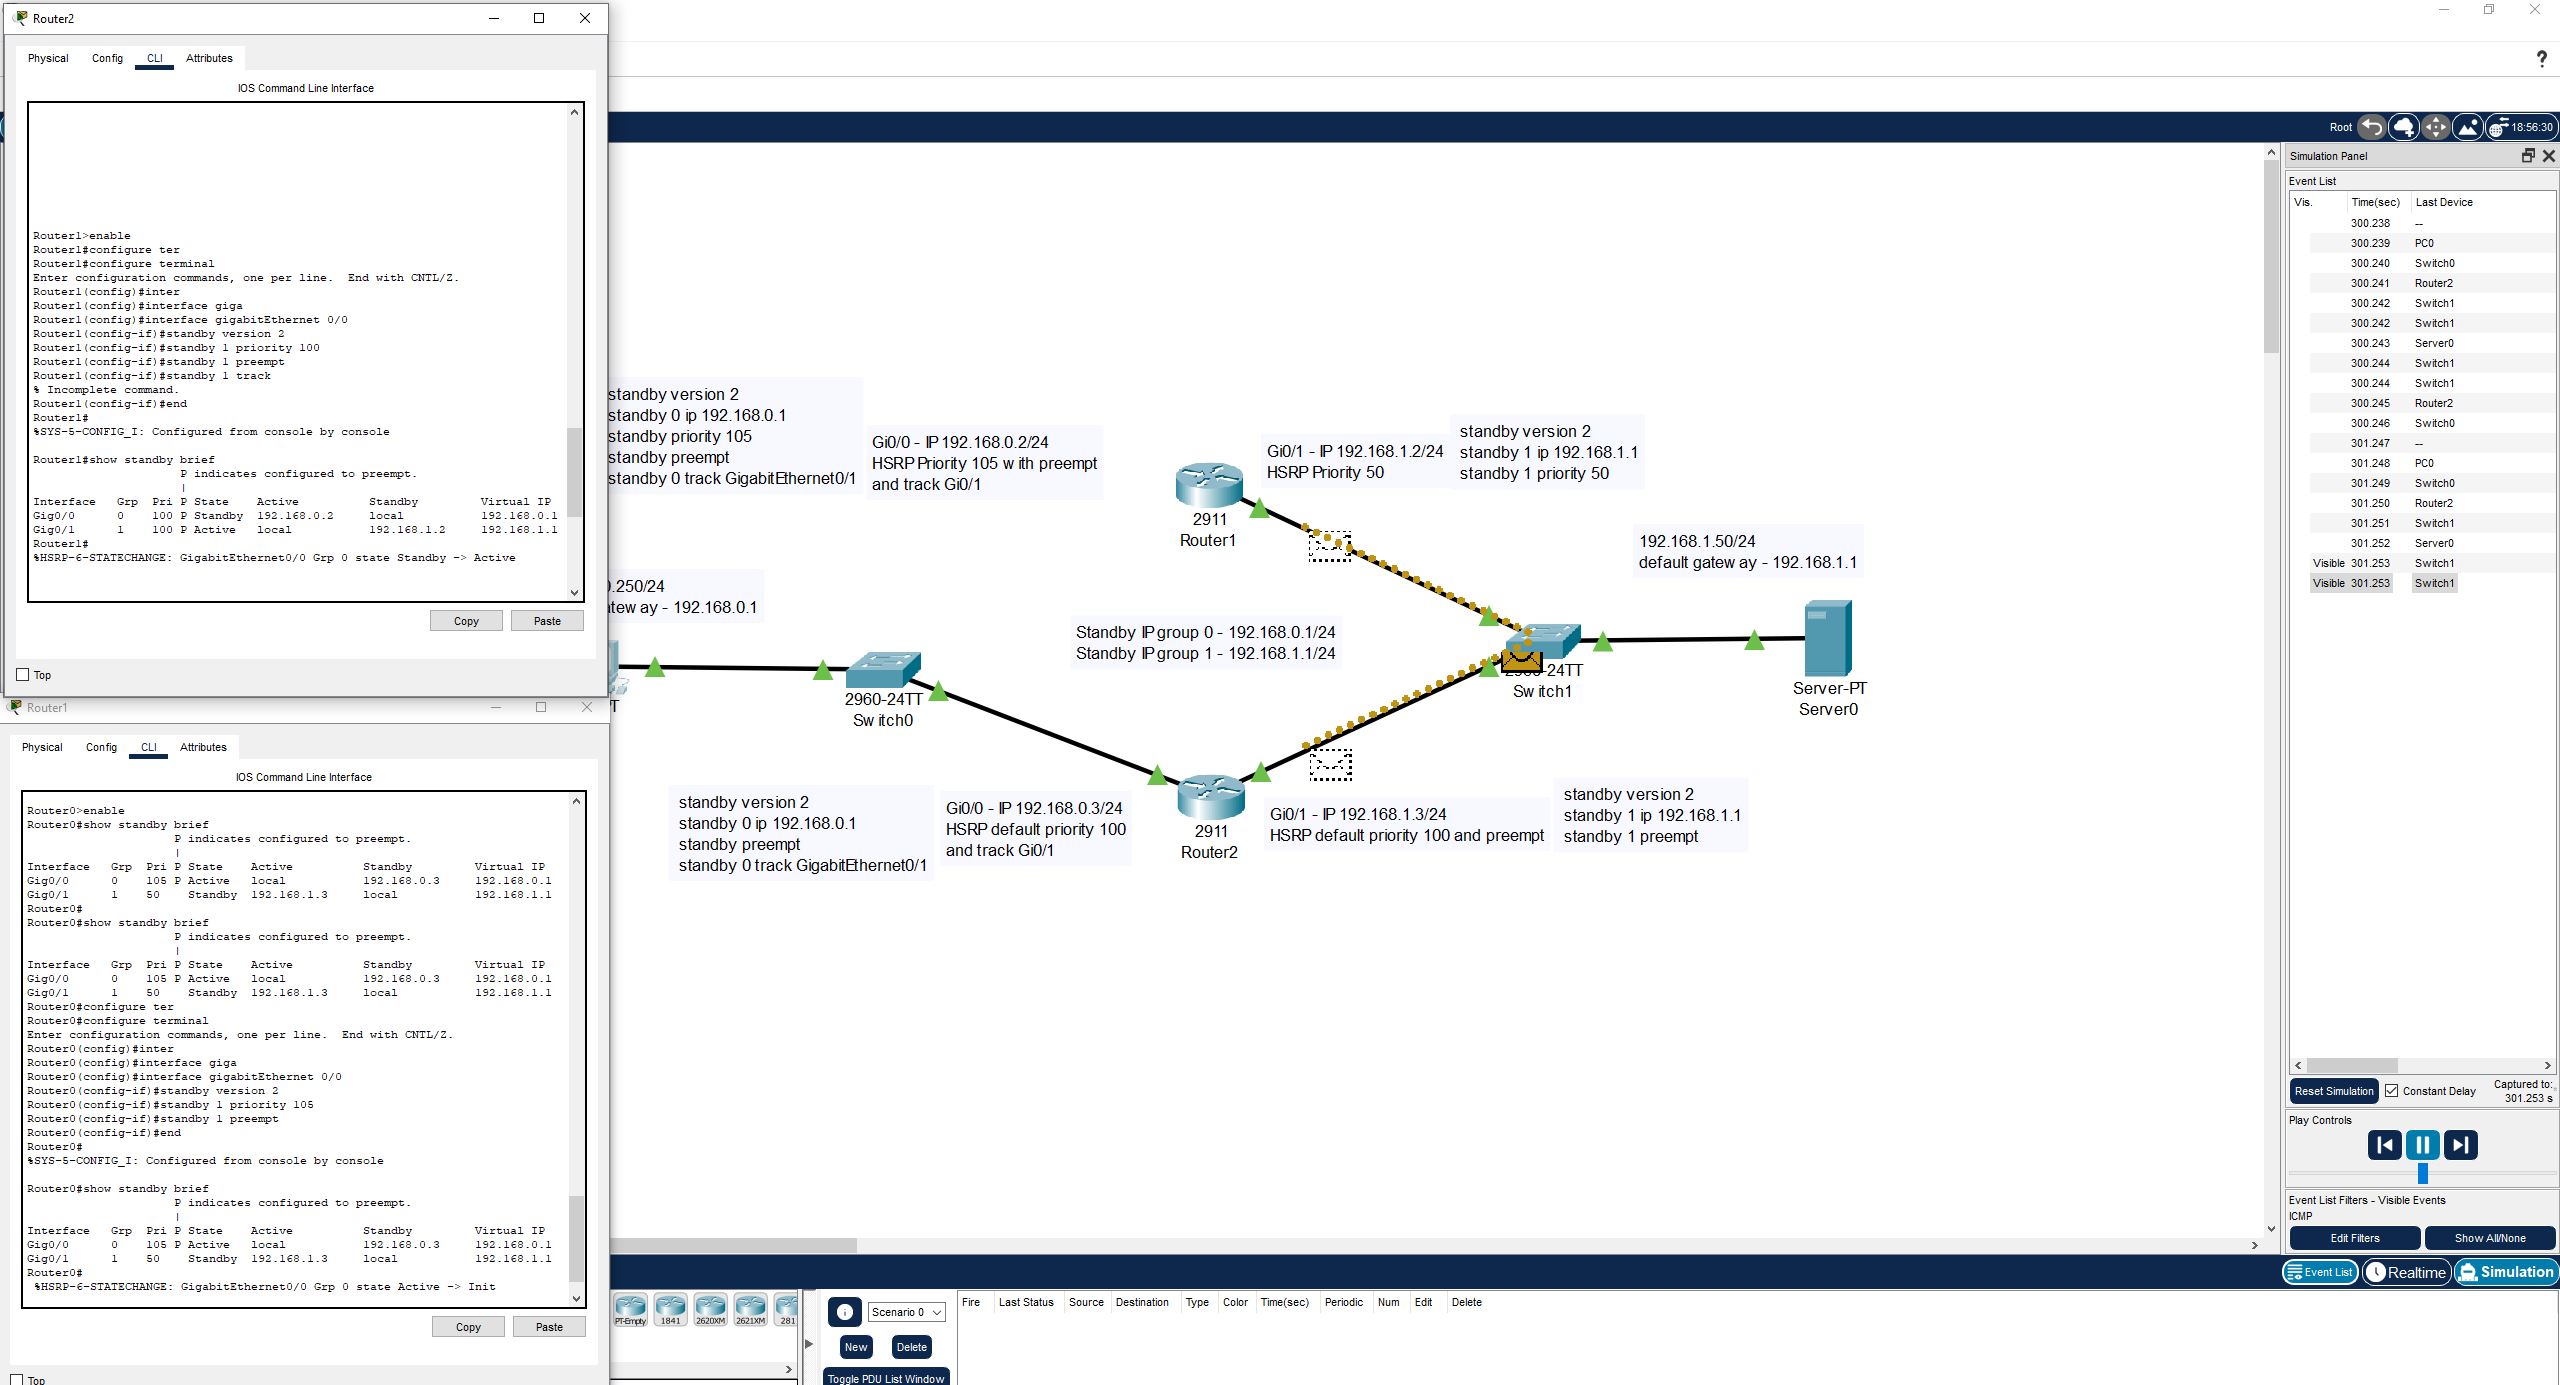 Router2
Physical Config CLI Attributes
IOS Command Line Interface
Router1>enable
Router1#configure ter
Router1#configure terminal
Enter configuration commands, one per line.  End with CNTL/Z.
Router1(config)#inter
Router1(config)#interface giga
Router1(config)#interface gigabitEthernet 0/0
Router1(config-if)#standby version 2
Router1(config-if)#standby 1 priority 100
Router1(config-if)#standby 1 preempt
Router1(config-if)#standby 1 track
% Incomplete command.
Router1(config-if)#end
Router1#
%SYS-5-CONFIG_I: Configured from console by console
Router1#show standby brief
P indicates configured to preempt.
|
Interface Grp Pri P State Active Standby Virtual IP
Gig0/0 0 100 P Standby 192.168.0.2 local 192.168.0.1
Gig0/1 1 100 P Active local 192.168.1.2 192.168.1.1
Router1#
%HSRP-6-STATECHANGE: GigabitEthernet0/0 Grp 0 state Standby -> Active
Copy Paste
Top
Router1
Physical Config CLI Attributes
IOS Command Line Interface
Router0>enable
Router0#show standby brief
P indicates configured to preempt.
|
Interface Grp Pri P State Active Standby Virtual IP
Gig0/0 0 105 P Active local 192.168.0.3 192.168.0.1
Gig0/1 1 50 Standby 192.168.1.3 local 192.168.1.1
Router0#
Router0#show standby brief
P indicates configured to preempt.
|
Interface Grp Pri P State Active Standby Virtual IP
Gig0/0 0 105 P Active local 192.168.0.3 192.168.0.1
Gig0/1 1 50 Standby 192.168.1.3 local 192.168.1.1
Router0#configure ter
Router0#configure terminal
Enter configuration commands, one per line.  End with CNTL/Z.
Router0(config)#inter
Router0(config)#interface giga
Router0(config)#interface gigabitEthernet 0/0
Router0(config-if)#standby version 2
Router0(config-if)#standby 1 priority 105
Router0(config-if)#standby 1 preempt
Router0(config-if)#end
Router0#
%SYS-5-CONFIG_I: Configured from console by console
Router0#show standby brief
P indicates configured to preempt.
|
Interface Grp Pri P State Active Standby Virtual IP
Gig0/0 0 105 P Active local 192.168.0.3 192.168.0.1
Gig0/1 1 50 Standby 192.168.1.3 local 192.168.1.1
Router0#
%HSRP-6-STATECHANGE: GigabitEthernet0/0 Grp 0 state Active -> Init
Copy Paste
Top
?
Root 18:56:30
standby version 2
standby 0 ip 192.168.0.1
standby priority 105
standby preempt
standby 0 track GigabitEthernet0/1
Gi0/0 - IP 192.168.0.2/24
HSRP Priority 105 with preempt
and track Gi0/1
2911
Router1
Gi0/1 - IP 192.168.1.2/24
HSRP Priority 50
standby version 2
standby 1 ip 192.168.1.1
standby 1 priority 50
192.168.1.50/24
default gateway - 192.168.1.1
).250/24
teway - 192.168.0.1
T
2960-24TT
Switch0
Standby IP group 0 - 192.168.0.1/24
Standby IP group 1 - 192.168.1.1/24
2960-24TT
Switch1
Server-PT
Server0
standby version 2
standby 0 ip 192.168.0.1
standby preempt
standby 0 track GigabitEthernet0/1
Gi0/0 - IP 192.168.0.3/24
HSRP default priority 100
and track Gi0/1
2911
Router2
Gi0/1 - IP 192.168.1.3/24
HSRP default priority 100 and preempt
standby version 2
standby 1 ip 192.168.1.1
standby 1 preempt
Simulation Panel
Event List
Vis. Time(sec) Last Device
300.238 --
300.239 PC0
300.240 Switch0
300.241 Router2
300.242 Switch1
300.242 Switch1
300.243 Server0
300.244 Switch1
300.244 Switch1
300.245 Router2
300.246 Switch0
301.247 --
301.248 PC0
301.249 Switch0
301.250 Router2
301.251 Switch1
301.252 Server0
Visible 301.253 Switch1
Visible 301.253 Switch1
Reset Simulation Constant Delay Captured to:
301.253 s
Play Controls
Event List Filters - Visible Events
ICMP
Edit Filters Show All/None
Event List Realtime Simulation
PT-Empty 1841 2620XM 2621XM 281
Scenario 0
New Delete
Toggle PDU List Window
Fire Last Status Source Destination Type Color Time(sec) Periodic Num Edit Delete